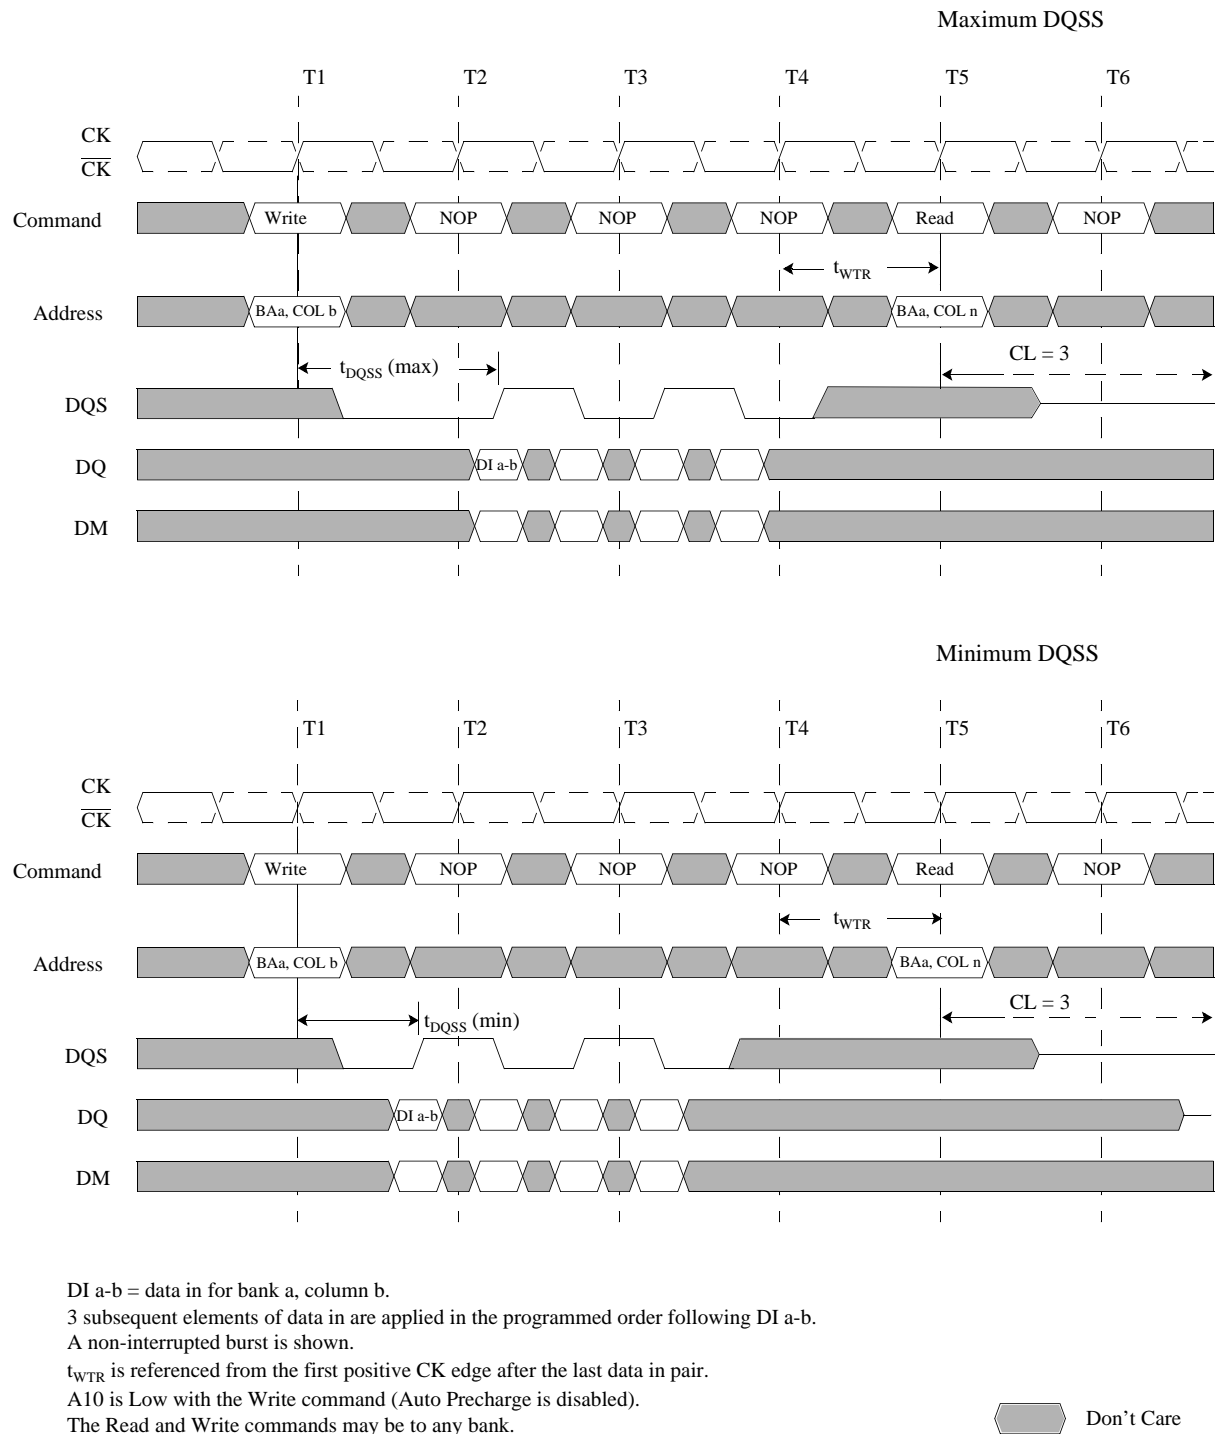 Maximum DQSS
T1 T2 T3 T4 T5 T6
CK
CK
Command Write NOP NOP NOP Read NOP
tWTR
Address BAa, COL b BAa, COL n
tDQSS (max) CL = 3
DQS
DQ DI a-b
DM
Minimum DQSS
T1 T2 T3 T4 T5 T6
CK
CK
Command Write NOP NOP NOP Read NOP
tWTR
Address BAa, COL b BAa, COL n
tDQSS (min) CL = 3
DQS
DQ DI a-b
DM
DI a-b = data in for bank a, column b.
3 subsequent elements of data in are applied in the programmed order following DI a-b.
A non-interrupted burst is shown.
tWTR is referenced from the first positive CK edge after the last data in pair.
A10 is Low with the Write command (Auto Precharge is disabled).
The Read and Write commands may be to any bank.
Don't Care